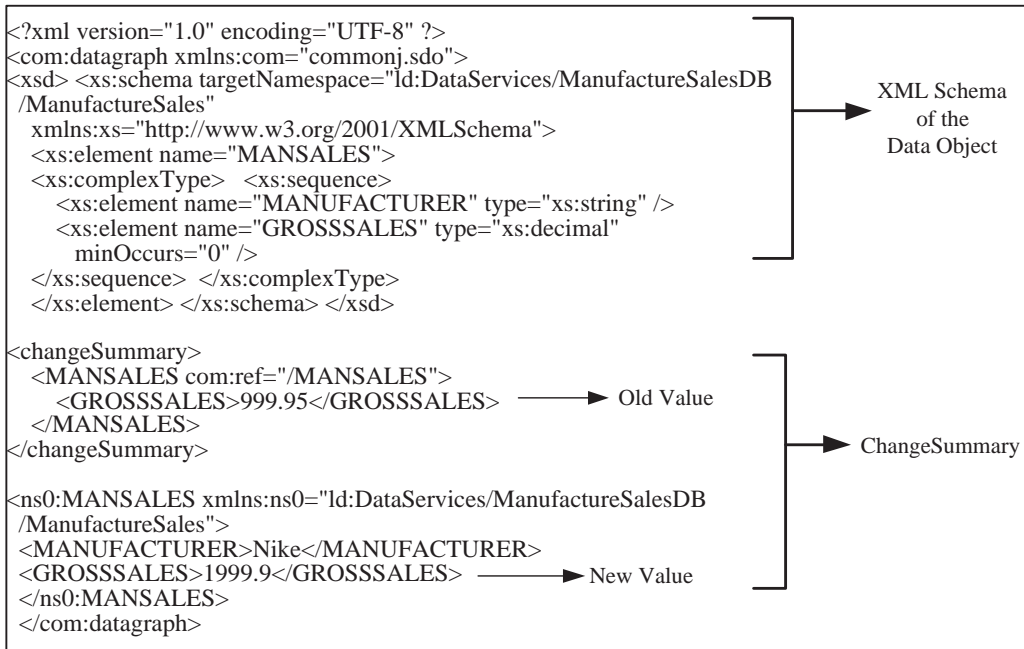 <?xml version="1.0" encoding="UTF-8" ?>
<com:datagraph xmlns:com="commonj.sdo">
<xsd> <xs:schema targetNamespace="ld:DataServices/ManufactureSalesDB
/ManufactureSales"
xmlns:xs="http://www.w3.org/2001/XMLSchema">
<xs:element name="MANSALES">
<xs:complexType> <xs:sequence>
<xs:element name="MANUFACTURER" type="xs:string" />
<xs:element name="GROSSSALES" type="xs:decimal"
minOccurs="0" />
</xs:sequence> </xs:complexType>
</xs:element> </xs:schema> </xsd>
XML Schema
of the
Data Object
<changeSummary>
<MANSALES com:ref="/MANSALES">
<GROSSSALES>999.95</GROSSSALES>
Old Value
</MANSALES>
</changeSummary>
ChangeSummary
<ns0:MANSALES xmlns:ns0="ld:DataServices/ManufactureSalesDB
/ManufactureSales">
<MANUFACTURER>Nike</MANUFACTURER>
<GROSSSALES>1999.9</GROSSSALES>
New Value
</ns0:MANSALES>
</com:datagraph>